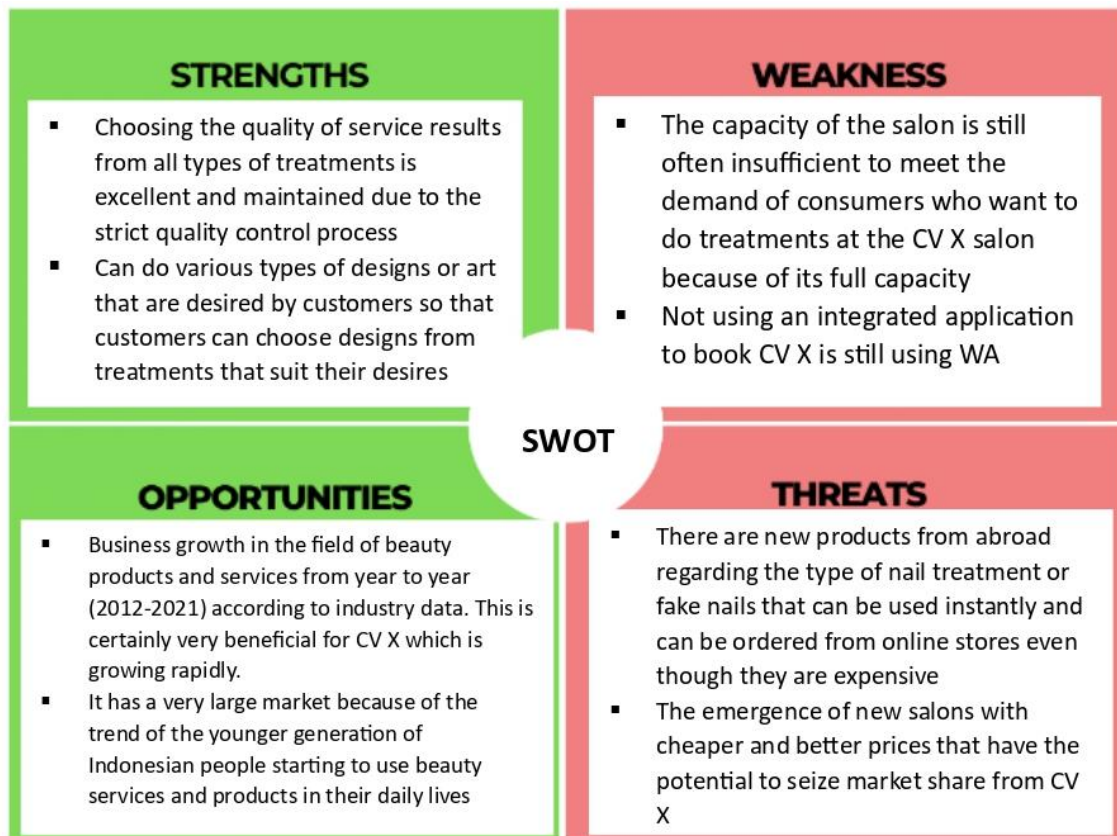 STRENGTHS
▪ Choosing the quality of service results
from all types of treatments is
excellent and maintained due to the
strict quality control process
▪ Can do various types of designs or art
that are desired by customers so that
customers can choose designs from
treatments that suit their desires
WEAKNESS
▪ The capacity of the salon is still
often insufficient to meet the
demand of consumers who want to
do treatments at the CV X salon
because of its full capacity
▪ Not using an integrated application
to book CV X is still using WA
SWOT
OPPORTUNITIES
▪ Business growth in the field of beauty
products and services from year to year
(2012-2021) according to industry data. This is
certainly very beneficial for CV X which is
growing rapidly.
▪ It has a very large market because of the
trend of the younger generation of
Indonesian people starting to use beauty
services and products in their daily lives
THREATS
▪ There are new products from abroad
regarding the type of nail treatment or
fake nails that can be used instantly and
can be ordered from online stores even
though they are expensive
▪ The emergence of new salons with
cheaper and better prices that have the
potential to seize market share from CV
X